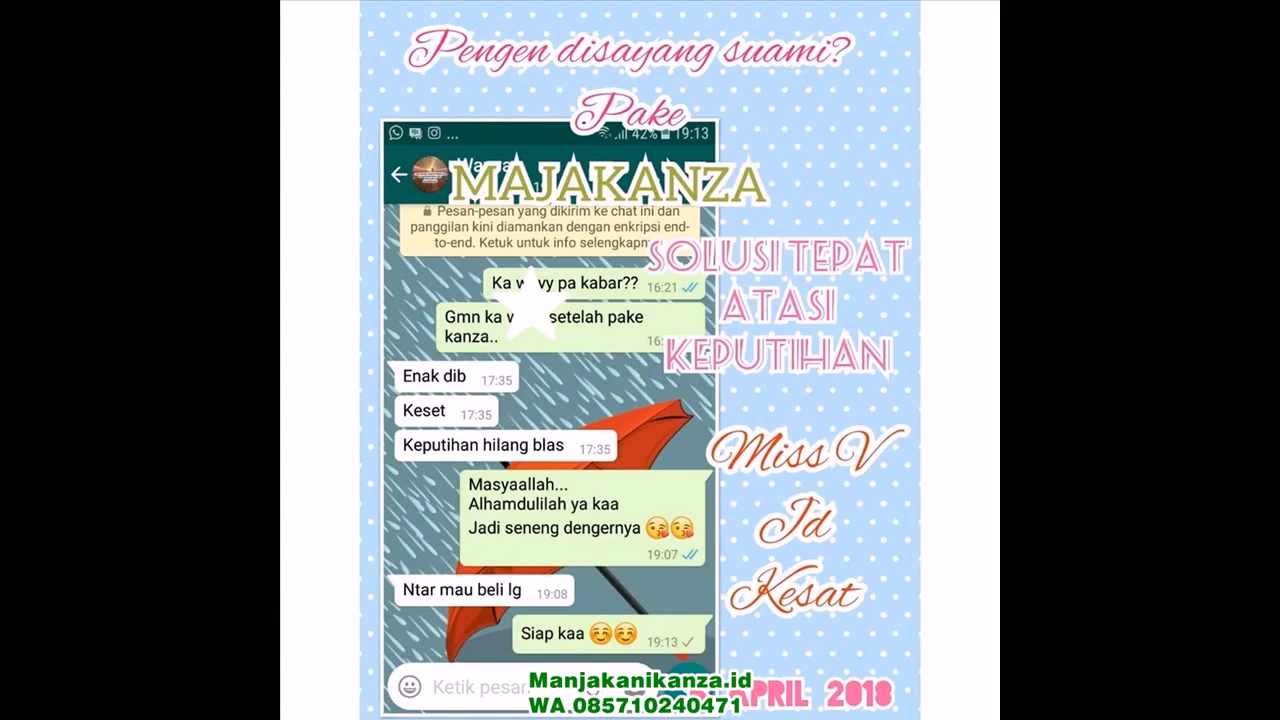 Pengen disayang suami?
Pake
42% 19:13
MAJAKANZA
Pesan-pesan yang dikirim ke chat ini dan
panggilan kini diamankan dengan enkripsi end-
to-end. Ketuk untuk info
SOLUSI TEPAT
ATASI
KEPUTIHAN
Ka pa kabar?? 16:21
Gmn ka setelah pake
kanza..
Enak dib 17:35
Keset 17:35
Keputihan hilang blas 17:35
Miss V
Jd
Kesat
Masyaallah...
Alhamdulilah ya kaa
Jadi seneng dengernya
19:07
Ntar mau beli lg 19:08
Siap kaa 19:13
Ketik pesan
APRIL 2018
Manjakanikanza.id
WA 085710240471